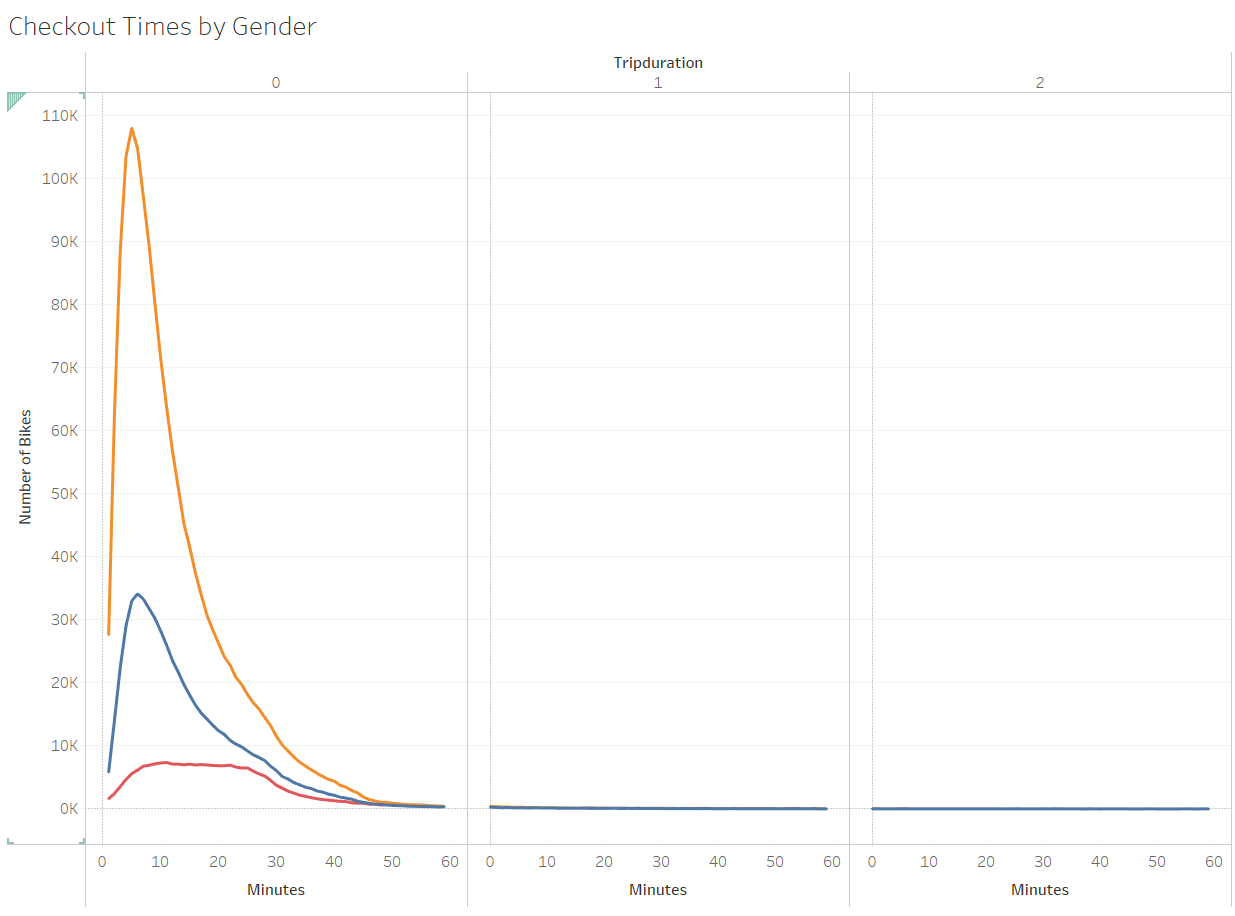 Checkout Times by Gender
Tripduration
0 1 2
110K
100K
90K
80K
70K
60K
50K
40K
30K
20K
10K
0K
Number of Bikes
0 10 20 30 40 50 60 0 10 20 30 40 50 60 0 10 20 30 40 50 60
Minutes Minutes Minutes